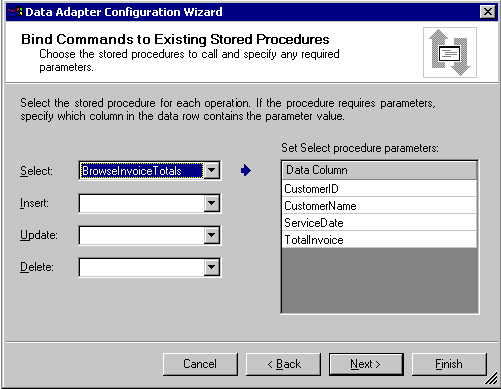 Data Adapter Configuration Wizard
Bind Commands to Existing Stored Procedures
Choose the stored procedures to call and specify any required
parameters.
Select the stored procedure for each operation. If the procedure requires parameters,
specify which column in the data row contains the parameter value.
Set Select procedure parameters:
Select:
BrowseInvoiceTotals
Data Column
CustomerID
Insert:
CustomerName
ServiceDate
Update:
TotalInvoice
Delete:
Cancel
< Back
Next >
Finish